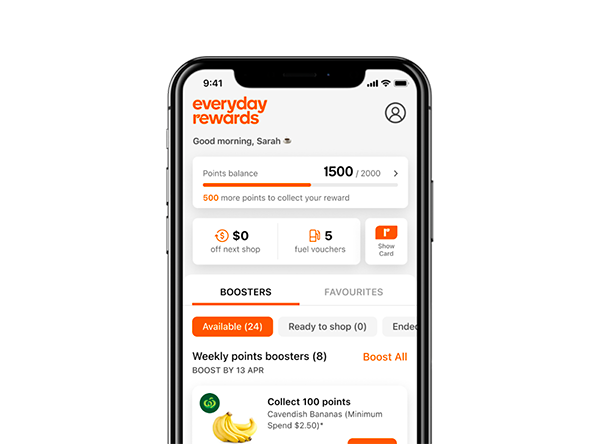 9:41
everyday
rewards
Good morning, Sarah ☕
Points balance 1500 / 2000 >
500 more points to collect your reward
$0
off next shop
5
fuel vouchers
r
Show
Card
BOOSTERS FAVOURITES
Available (24) Ready to shop (0) Ended
Weekly points boosters (8) Boost All
BOOST BY 13 APR
Collect 100 points
Cavendish Bananas (Minimum
Spend $2.50)*